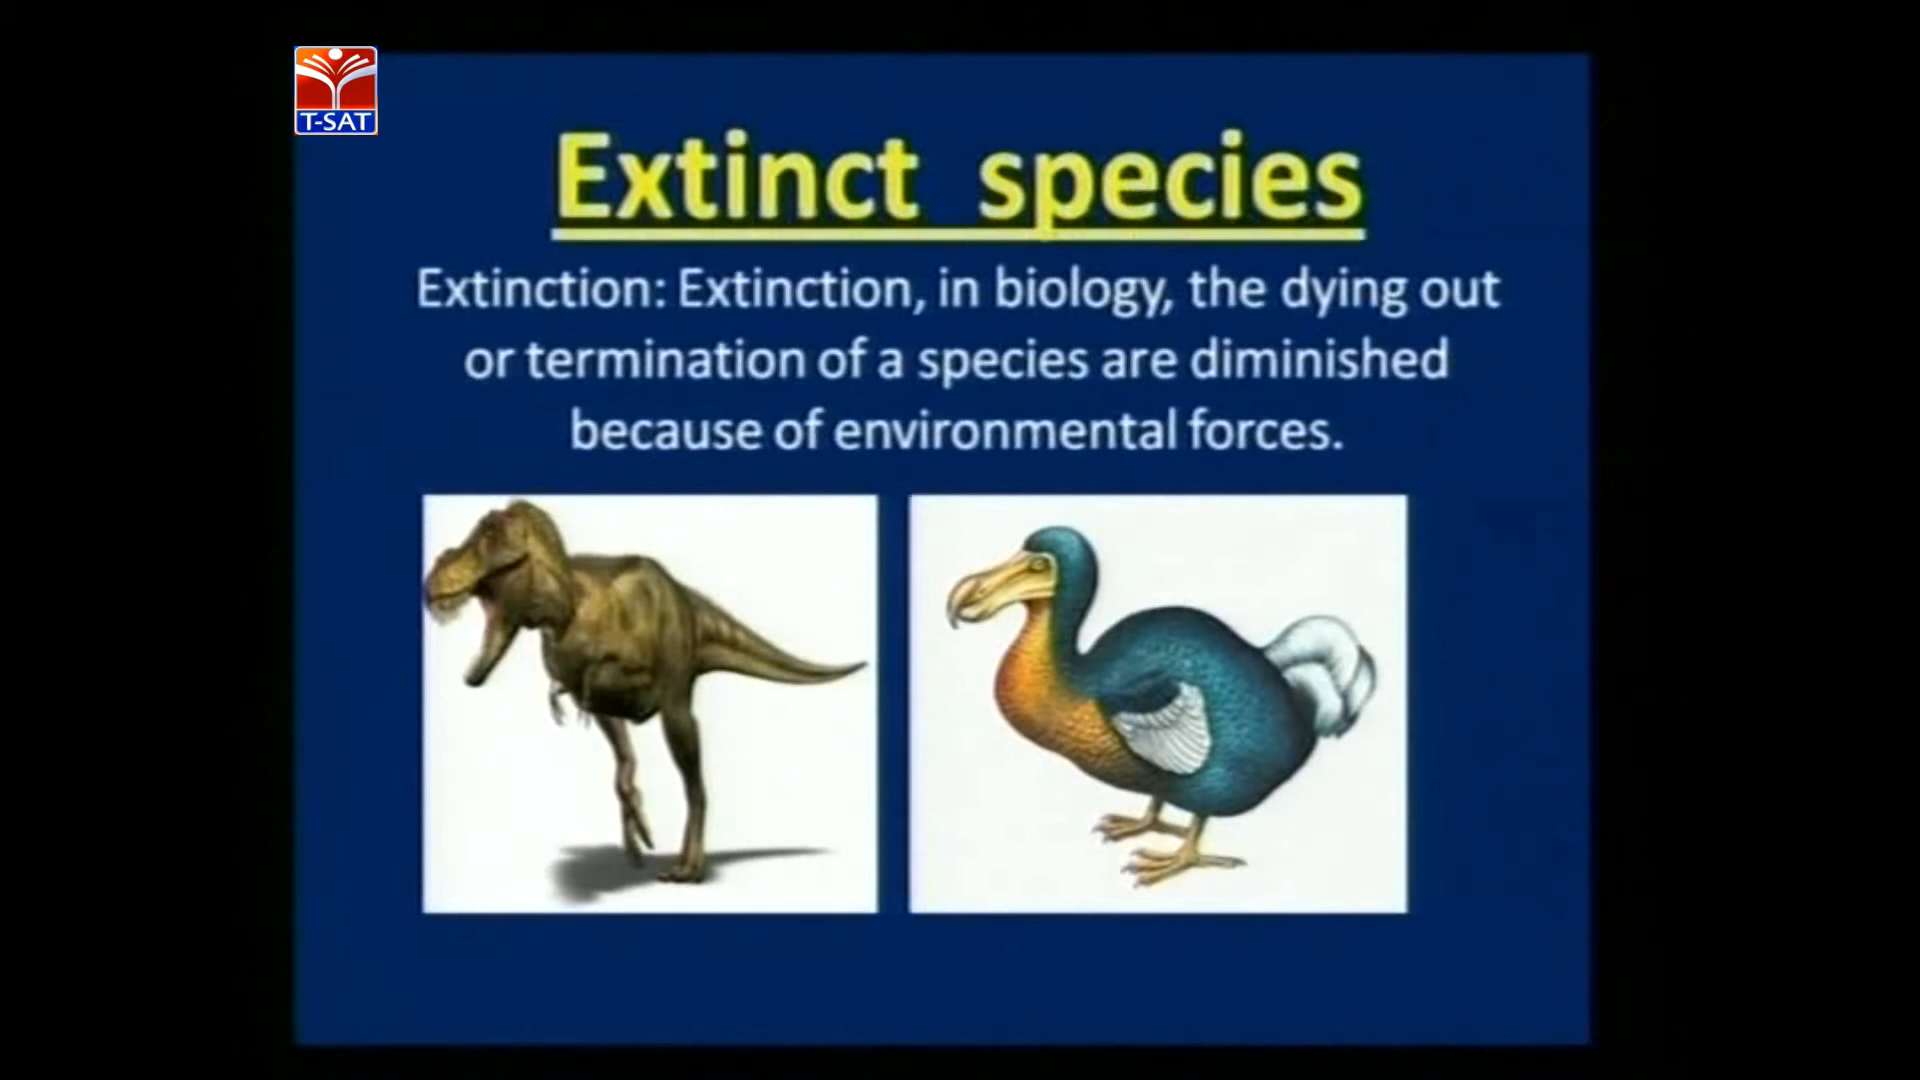 T-SAT
Extinct species
Extinction: Extinction, in biology, the dying out
or termination of a species are diminished
because of environmental forces.